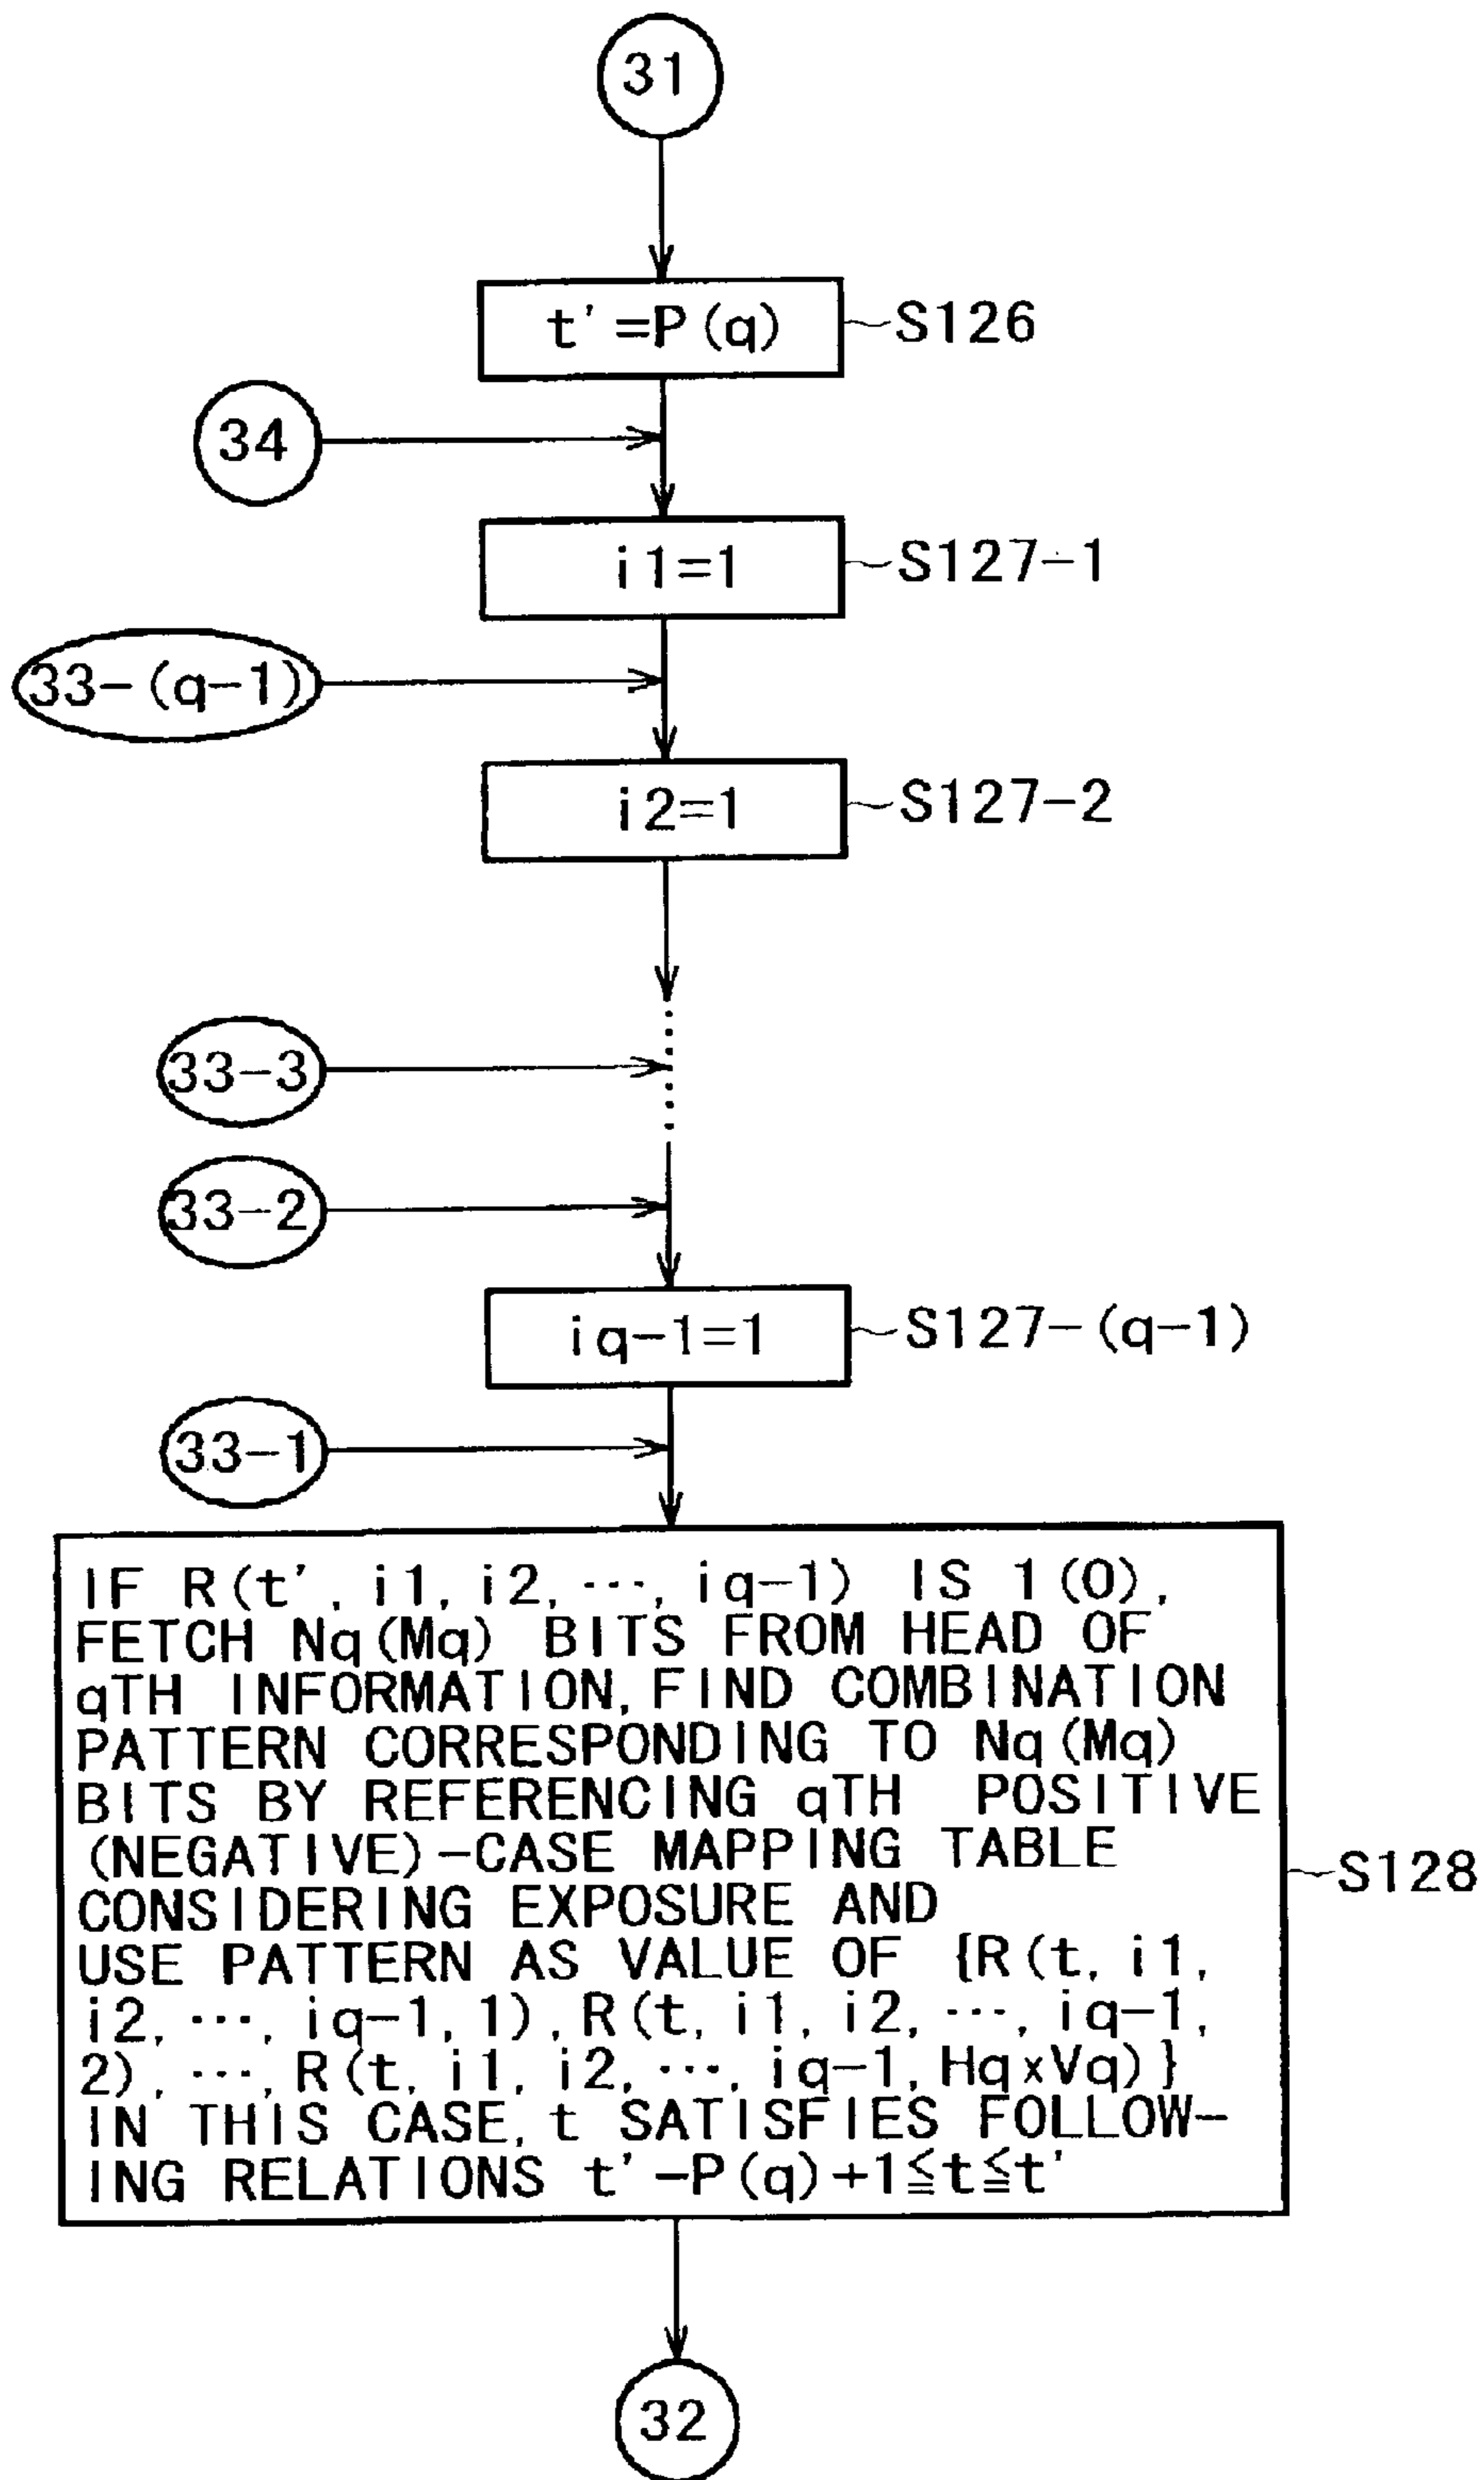 31
t'=P(q)
S126
34
i1=1
S127-1
33-(q-1)
i2=1
S127-2
33-3
33-2
iq-1=1
S127-(q-1)
33-1
IF R(t', i1, i2, ···, iq-1) IS 1(0),
FETCH Nq(Mq) BITS FROM HEAD OF
qTH INFORMATION, FIND COMBINATION
PATTERN CORRESPONDING TO Nq(Mq)
BITS BY REFERENCING qTH POSITIVE
(NEGATIVE)-CASE MAPPING TABLE
CONSIDERING EXPOSURE AND
USE PATTERN AS VALUE OF {R(t, i1,
i2, ···, iq-1, 1), R(t, i1, i2, ···, iq-1,
2), ···, R(t, i1, i2, ···, iq-1, Hq×Vq)}
IN THIS CASE, t SATISFIES FOLLOW-
ING RELATIONS t'-P(q)+1≦t≦t'
S128
32